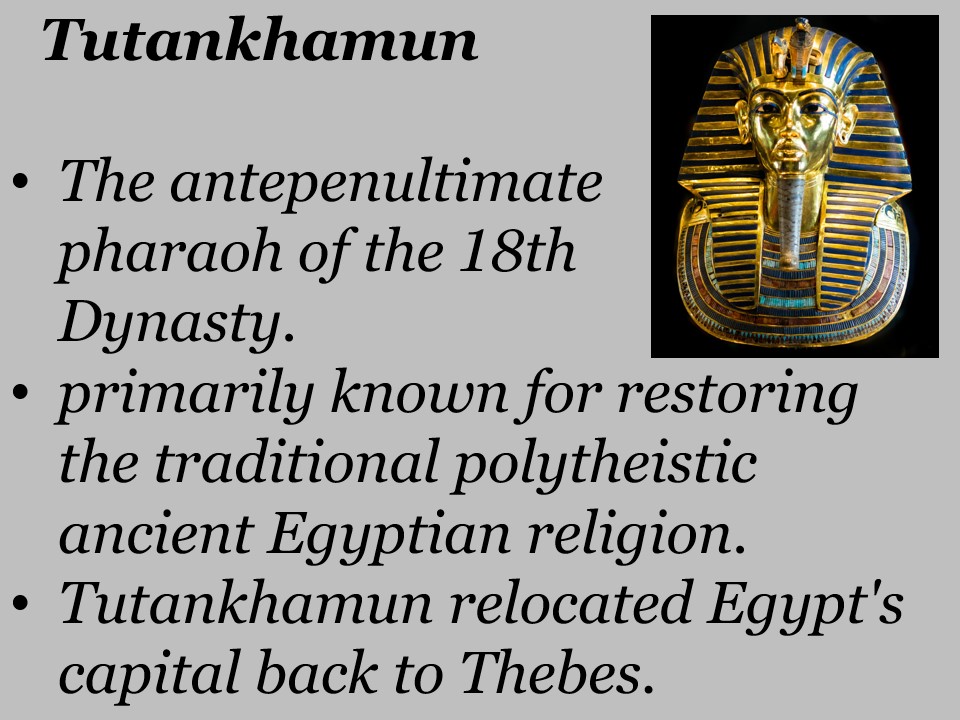 Tutankhamun
• The antepenultimate
pharaoh of the 18th
Dynasty.
• primarily known for restoring
the traditional polytheistic
ancient Egyptian religion.
• Tutankhamun relocated Egypt's
capital back to Thebes.